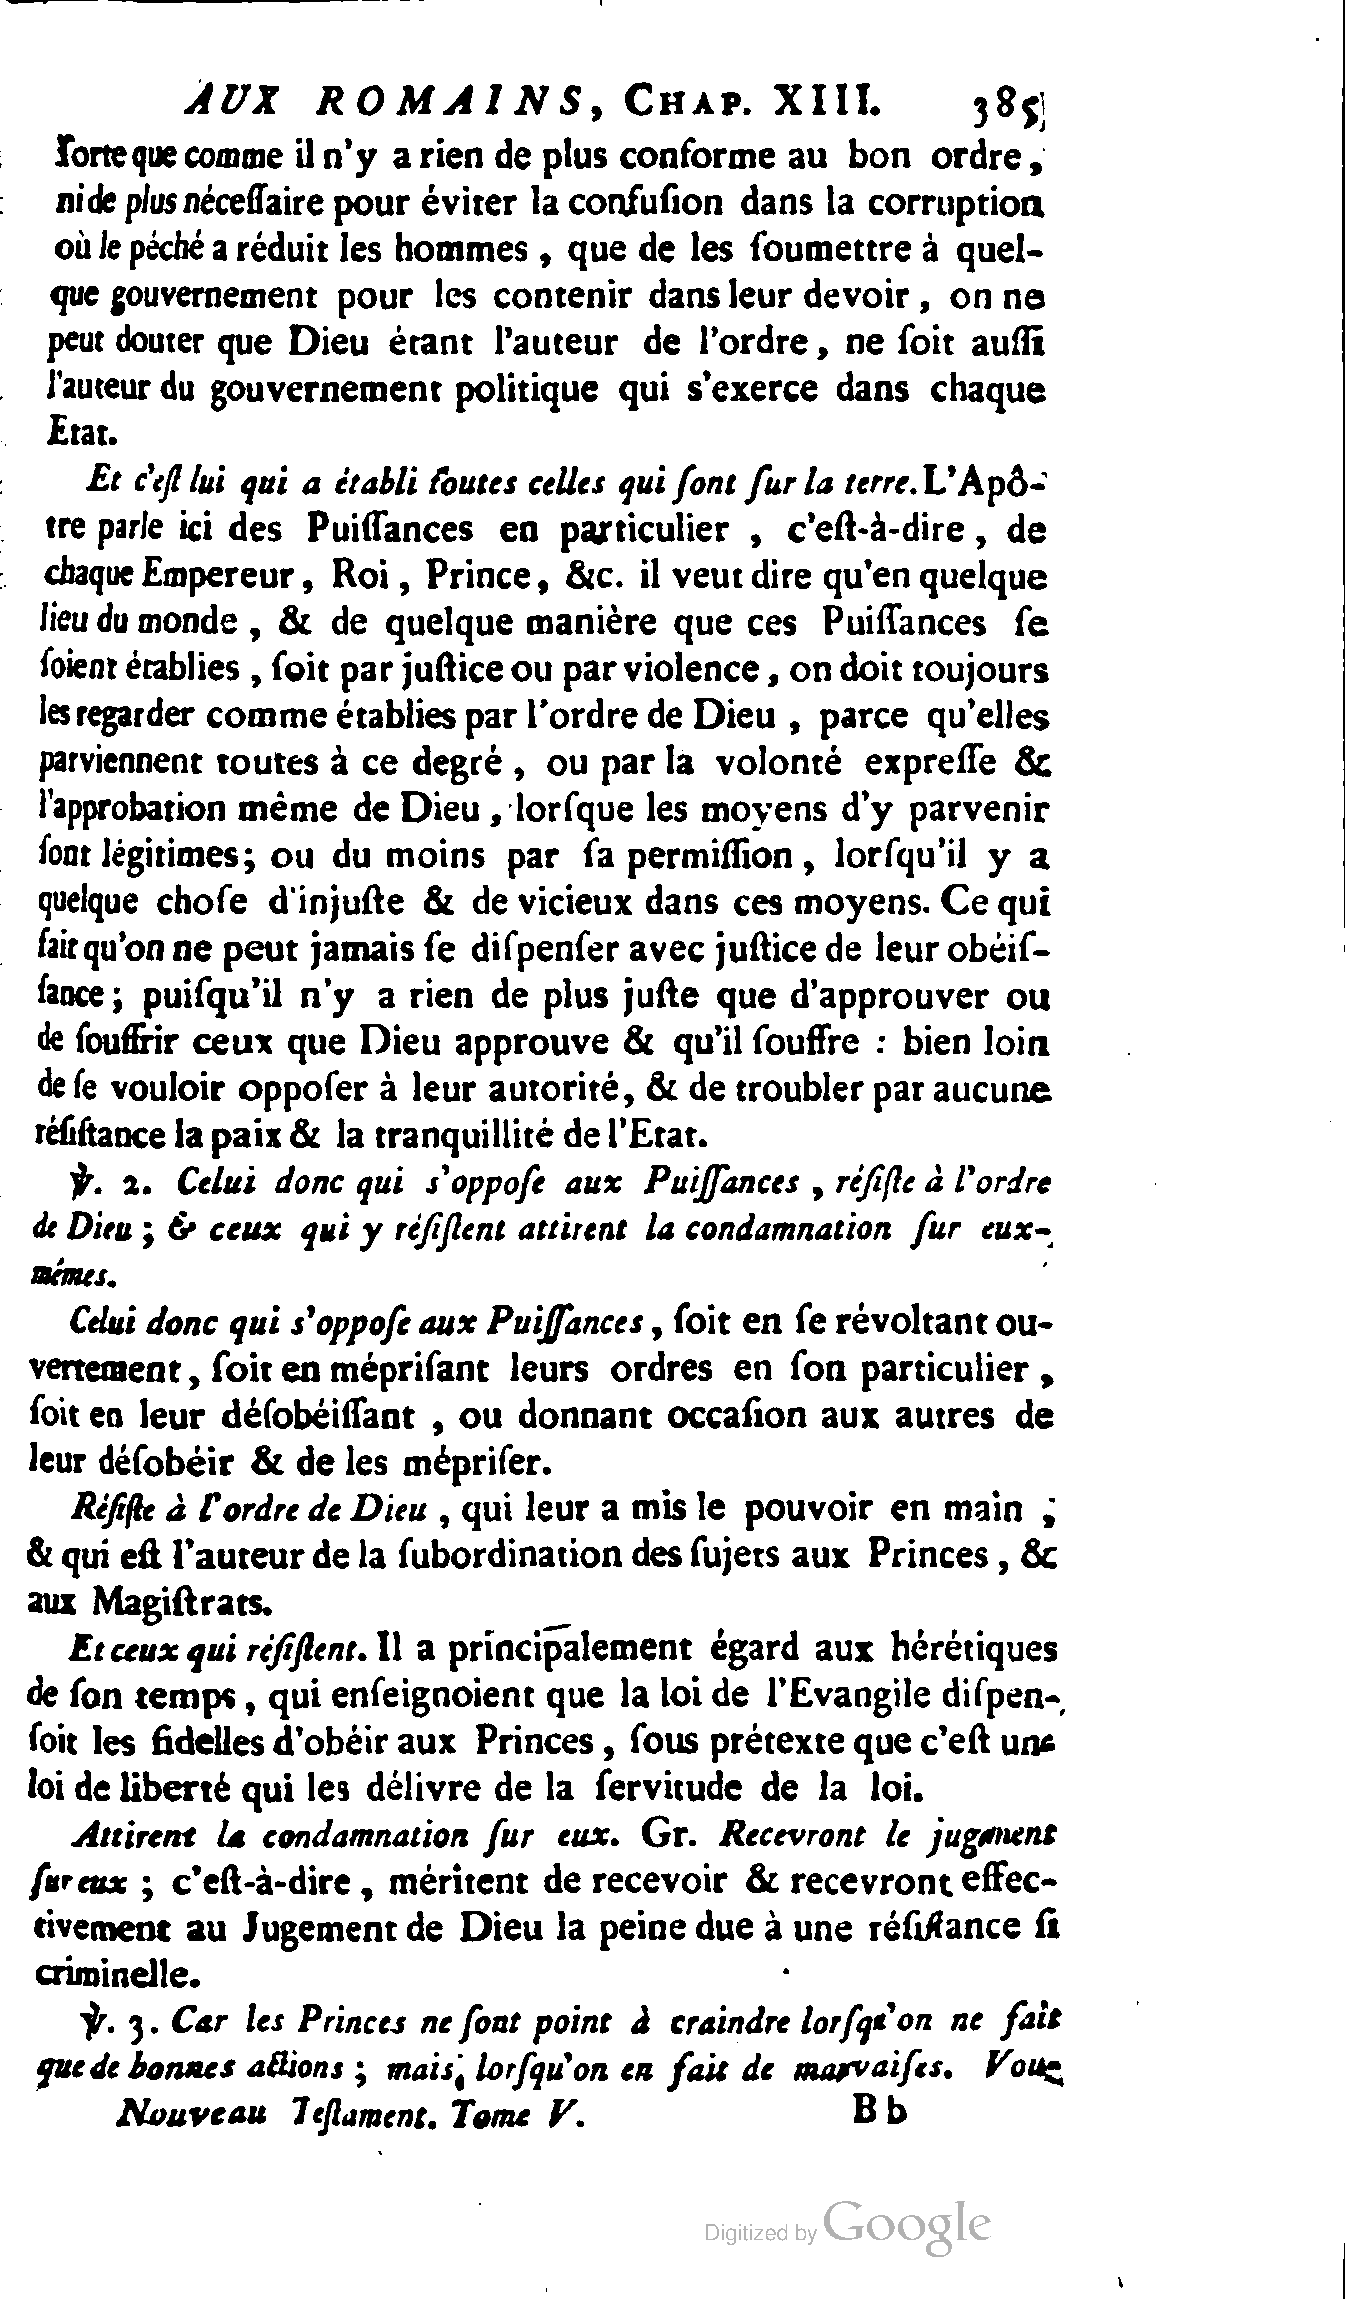 AUX ROMAINS, CHAP. XIII. 385
ſorte que comme il n'y a rien de plus conforme au bon ordre,
ni de plus néceſſaire pour éviter la confuſion dans la corruption
où le péché a réduit les hommes, que de les ſoumettre à quel-
que gouvernement pour les contenir dans leur devoir, on ne
peut douter que Dieu étant l'auteur de l'ordre, ne ſoit auſſi
l'auteur du gouvernement politique qui s'exerce dans chaque
Etat.
Et c'eſt lui qui a établi toutes celles qui ſont ſur la terre. L'Apô-
tre parle ici des Puiſſances en particulier, c'eſt-à-dire, de
chaque Empereur, Roi, Prince, &c. il veut dire qu'en quelque
lieu du monde, & de quelque manière que ces Puiſſances ſe
ſoient établies, ſoit par juſtice ou par violence, on doit toujours
les regarder comme établies par l'ordre de Dieu, parce qu'elles
parviennent toutes à ce degré, ou par la volonté expreſſe &
l'approbation même de Dieu, lorſque les moyens d'y parvenir
ſont légitimes; ou du moins par ſa permiſſion, lorſqu'il y a
quelque choſe d'injuſte & de vicieux dans ces moyens. Ce qui
fait qu'on ne peut jamais ſe diſpenſer avec juſtice de leur obéiſ-
ſance; puiſqu'il n'y a rien de plus juſte que d'approuver ou
de ſouffrir ceux que Dieu approuve & qu'il ſouffre : bien loin
de ſe vouloir oppoſer à leur autorité, & de troubler par aucune
réſiſtance la paix & la tranquillité de l'Etat.
℣. 2. Celui donc qui s'oppoſe aux Puiſſances, réſiſte à l'ordre
de Dieu; & ceux qui y réſiſtent attirent la condamnation ſur eux-
mêmes.
Celui donc qui s'oppoſe aux Puiſſances, ſoit en ſe révoltant ou-
vertement, ſoit en mépriſant leurs ordres en ſon particulier,
ſoit en leur déſobéiſſant, ou donnant occaſion aux autres de
leur déſobéir & de les mépriſer.
Réſiſte à l'ordre de Dieu, qui leur a mis le pouvoir en main;
& qui eſt l'auteur de la ſubordination des ſujets aux Princes, &
aux Magiſtrats.
Et ceux qui réſiſtent. Il a principalement égard aux hérétiques
de ſon temps, qui enſeignoient que la loi de l'Evangile diſpen-
ſoit les fidelles d'obéir aux Princes, ſous prétexte que c'eſt une
loi de liberté qui les délivre de la ſervitude de la loi.
Attirent la condamnation ſur eux. Gr. Recevront le jugement
ſur eux; c'eſt-à-dire, méritent de recevoir & recevront effec-
tivement au Jugement de Dieu la peine due à une réſiſtance ſi
criminelle.
℣. 3. Car les Princes ne ſont point à craindre lorſqu'on ne fait
que de bonnes actions; mais lorſqu'on en fait de mauvaiſes. Vou-
Nouveau Teſtament. Tome V. B b
Digitized by Google